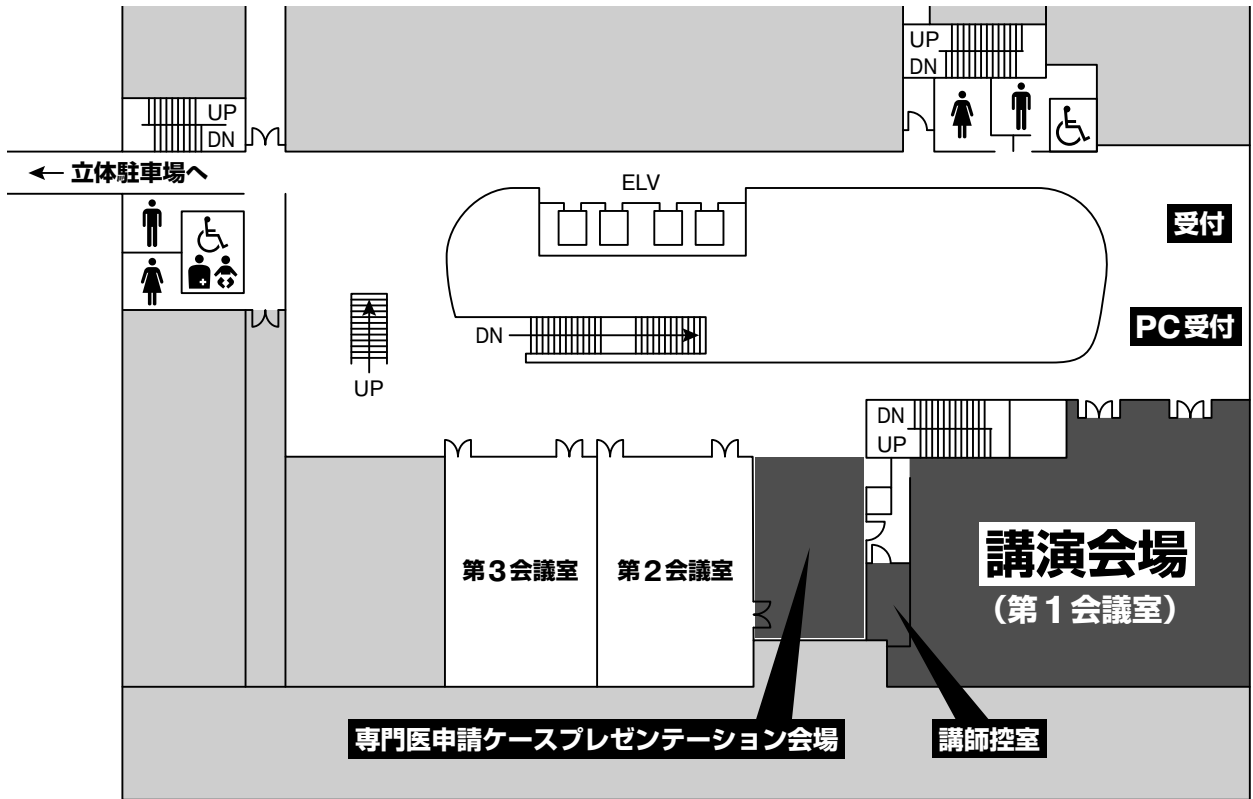 UP
DN
UP
DN
← 立体駐車場へ
ELV
受付
PC受付
DN
UP
DN
UP
第3会議室
第2会議室
講演会場
（第1会議室）
専門医申請ケースプレゼンテーション会場
講師控室